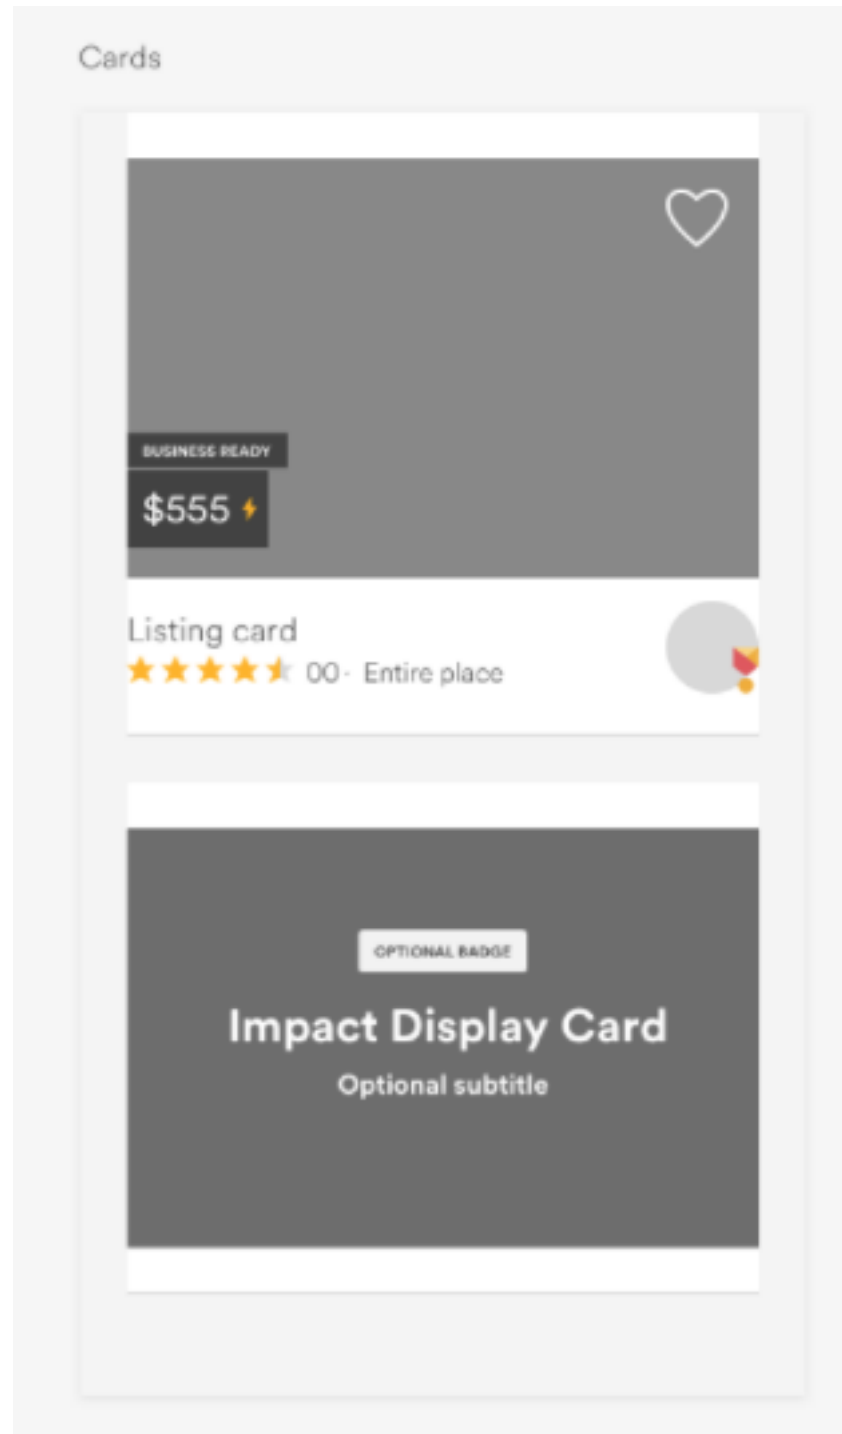 Cards
BUSINESS READY
$555
Listing card
00 · Entire place
OPTIONAL BADGE
Impact Display Card
Optional subtitle